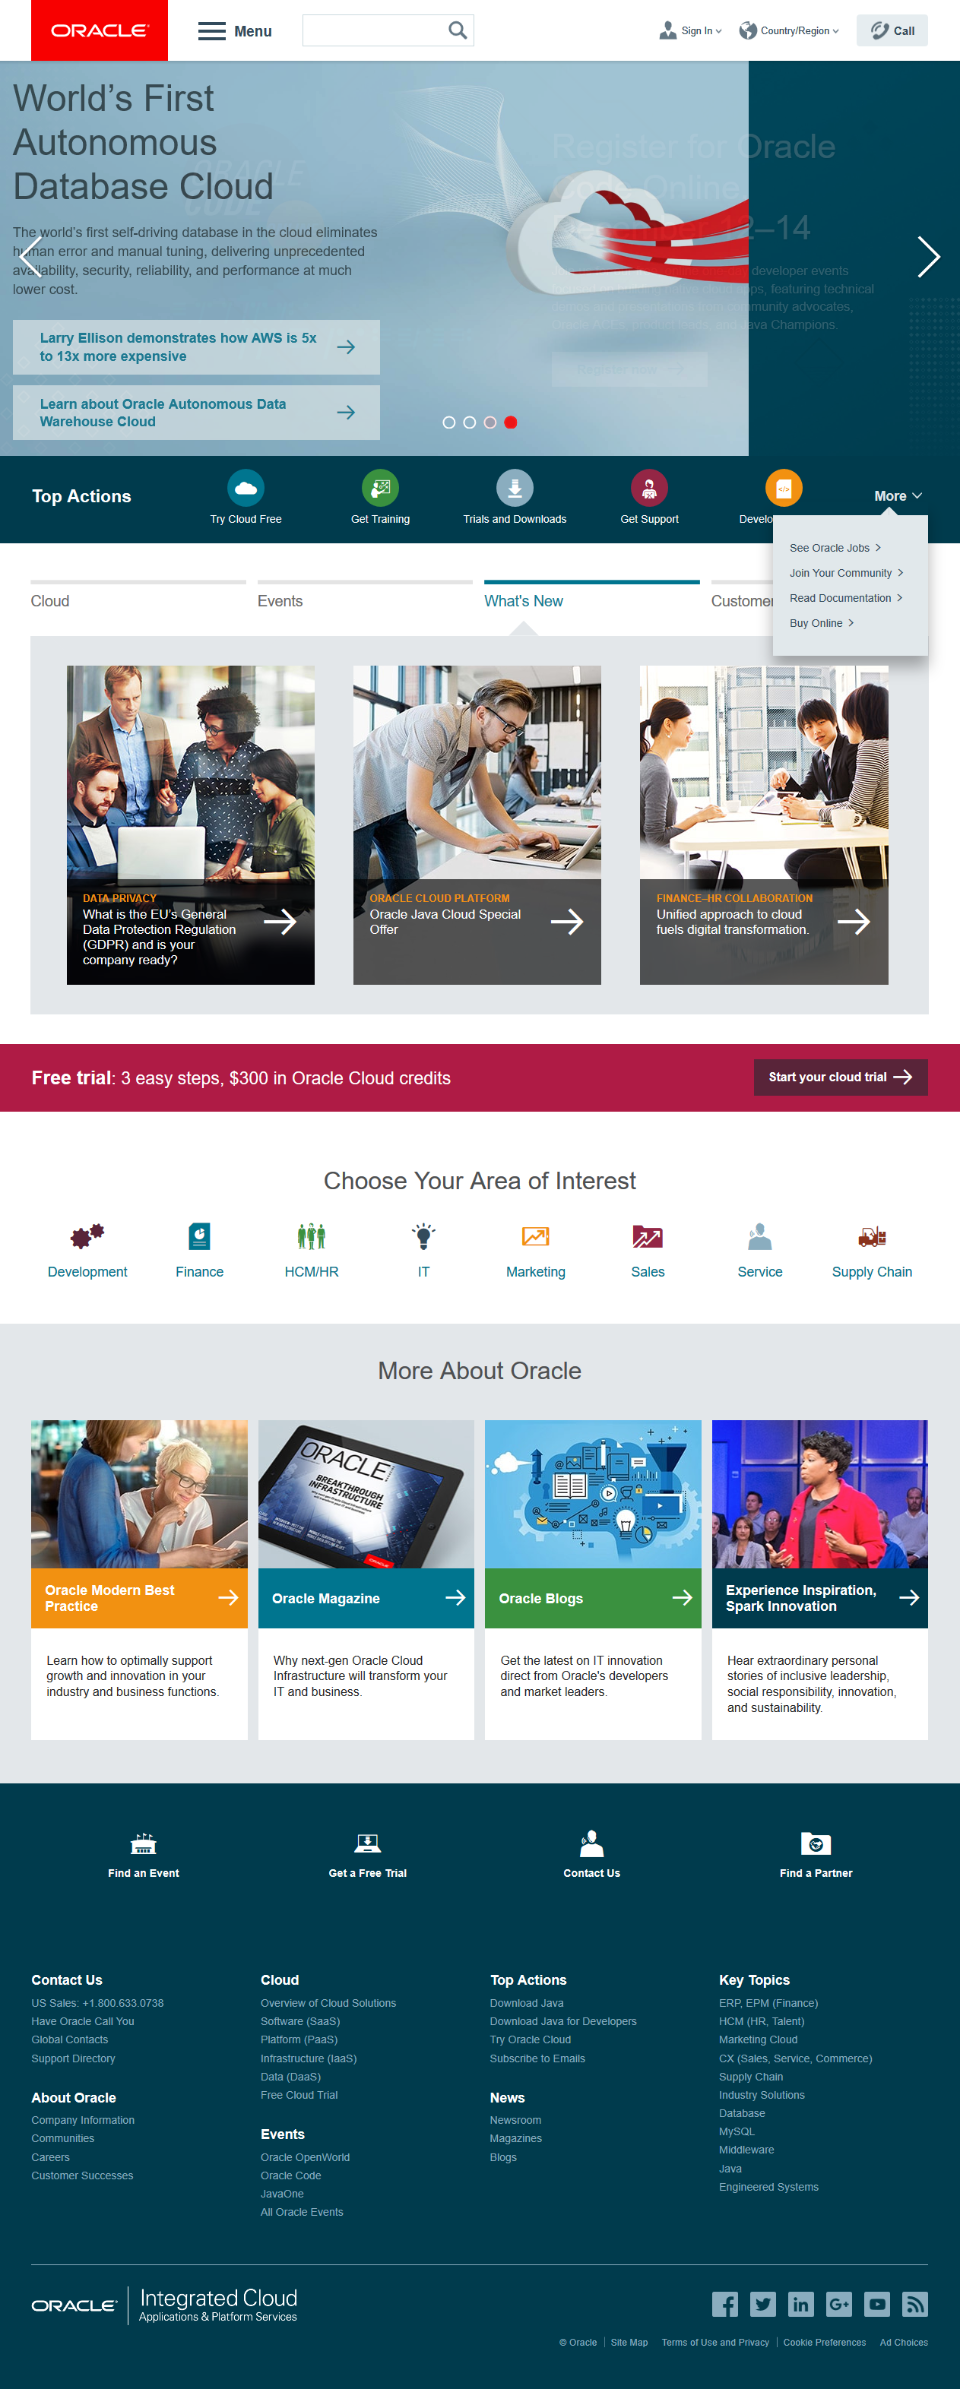 ORACLE
Menu
Sign In
Country/Region
Call
World's First
Autonomous
Database Cloud
The world's first self-driving database in the cloud eliminates
human error and manual tuning, delivering unprecedented
availability, security, reliability, and performance at much
lower cost.
Larry Ellison demonstrates how AWS is 5x
to 13x more expensive
Learn about Oracle Autonomous Data
Warehouse Cloud
ORACLE
CODE
Register for Oracle
Code Online
December 12–14
developer events
apps, featuring technical
community advocates,
Java Champions.
Register now
Top Actions
Try Cloud Free
Get Training
Trials and Downloads
Get Support
Develo
More
See Oracle Jobs
Join Your Community
Read Documentation
Buy Online
Cloud
Events
What's New
Custome
DATA PRIVACY
What is the EU's General
Data Protection Regulation
(GDPR) and is your
company ready?
ORACLE CLOUD PLATFORM
Oracle Java Cloud Special
Offer
FINANCE–HR COLLABORATION
Unified approach to cloud
fuels digital transformation.
Free trial: 3 easy steps, $300 in Oracle Cloud credits
Start your cloud trial
Choose Your Area of Interest
Development
Finance
HCM/HR
IT
Marketing
Sales
Service
Supply Chain
More About Oracle
ORACLE
BREAKTHROUGH
INFRASTRUCTURE
Oracle Modern Best
Practice
Oracle Magazine
Oracle Blogs
Experience Inspiration,
Spark Innovation
Learn how to optimally support
growth and innovation in your
industry and business functions.
Why next-gen Oracle Cloud
Infrastructure will transform your
IT and business.
Get the latest on IT innovation
direct from Oracle's developers
and market leaders.
Hear extraordinary personal
stories of inclusive leadership,
social responsibility, innovation,
and sustainability.
Find an Event
Get a Free Trial
Contact Us
Find a Partner
Contact Us
US Sales: +1.800.633.0738
Have Oracle Call You
Global Contacts
Support Directory
About Oracle
Company Information
Communities
Careers
Customer Successes
Cloud
Overview of Cloud Solutions
Software (SaaS)
Platform (PaaS)
Infrastructure (IaaS)
Data (DaaS)
Free Cloud Trial
Events
Oracle OpenWorld
Oracle Code
JavaOne
All Oracle Events
Top Actions
Download Java
Download Java for Developers
Try Oracle Cloud
Subscribe to Emails
News
Newsroom
Magazines
Blogs
Key Topics
ERP, EPM (Finance)
HCM (HR, Talent)
Marketing Cloud
CX (Sales, Service, Commerce)
Supply Chain
Industry Solutions
Database
MySQL
Middleware
Java
Engineered Systems
ORACLE
Integrated Cloud
Applications & Platform Services
© Oracle
Site Map
Terms of Use and Privacy
Cookie Preferences
Ad Choices